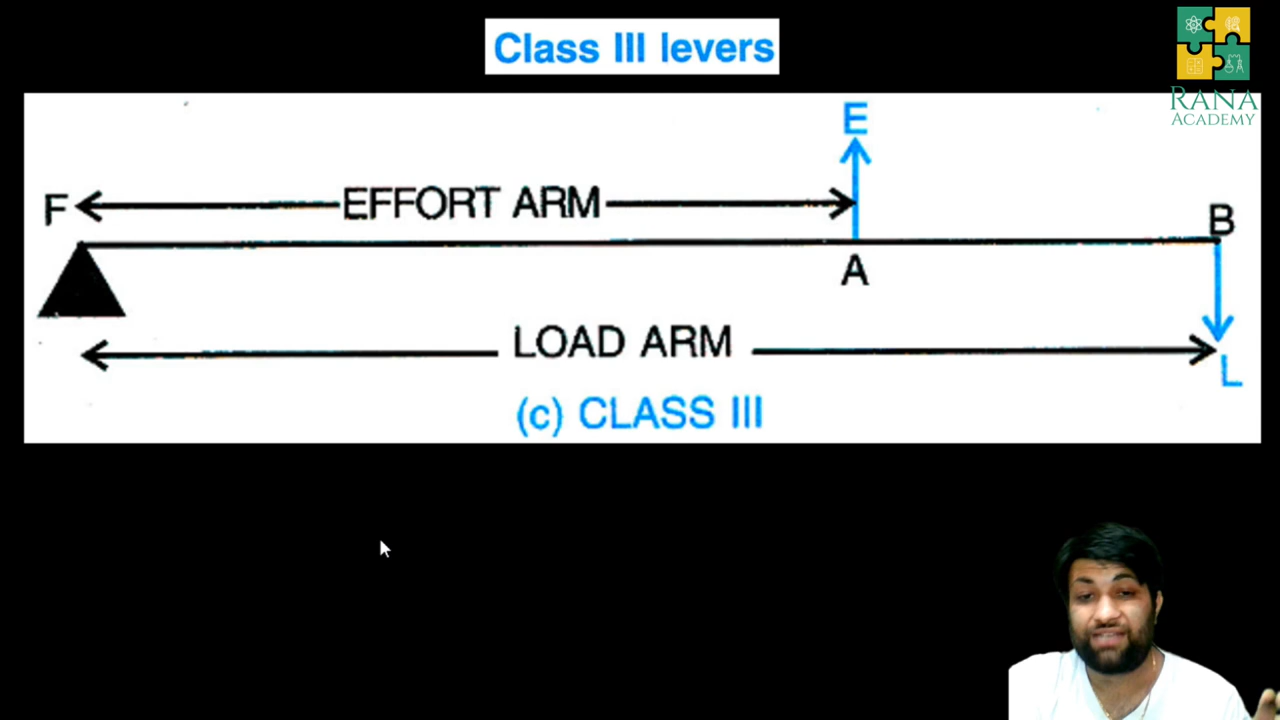 Class III levers
RANA
ACADEMY
E
F
EFFORT ARM
B
A
LOAD ARM
L
(c) CLASS III